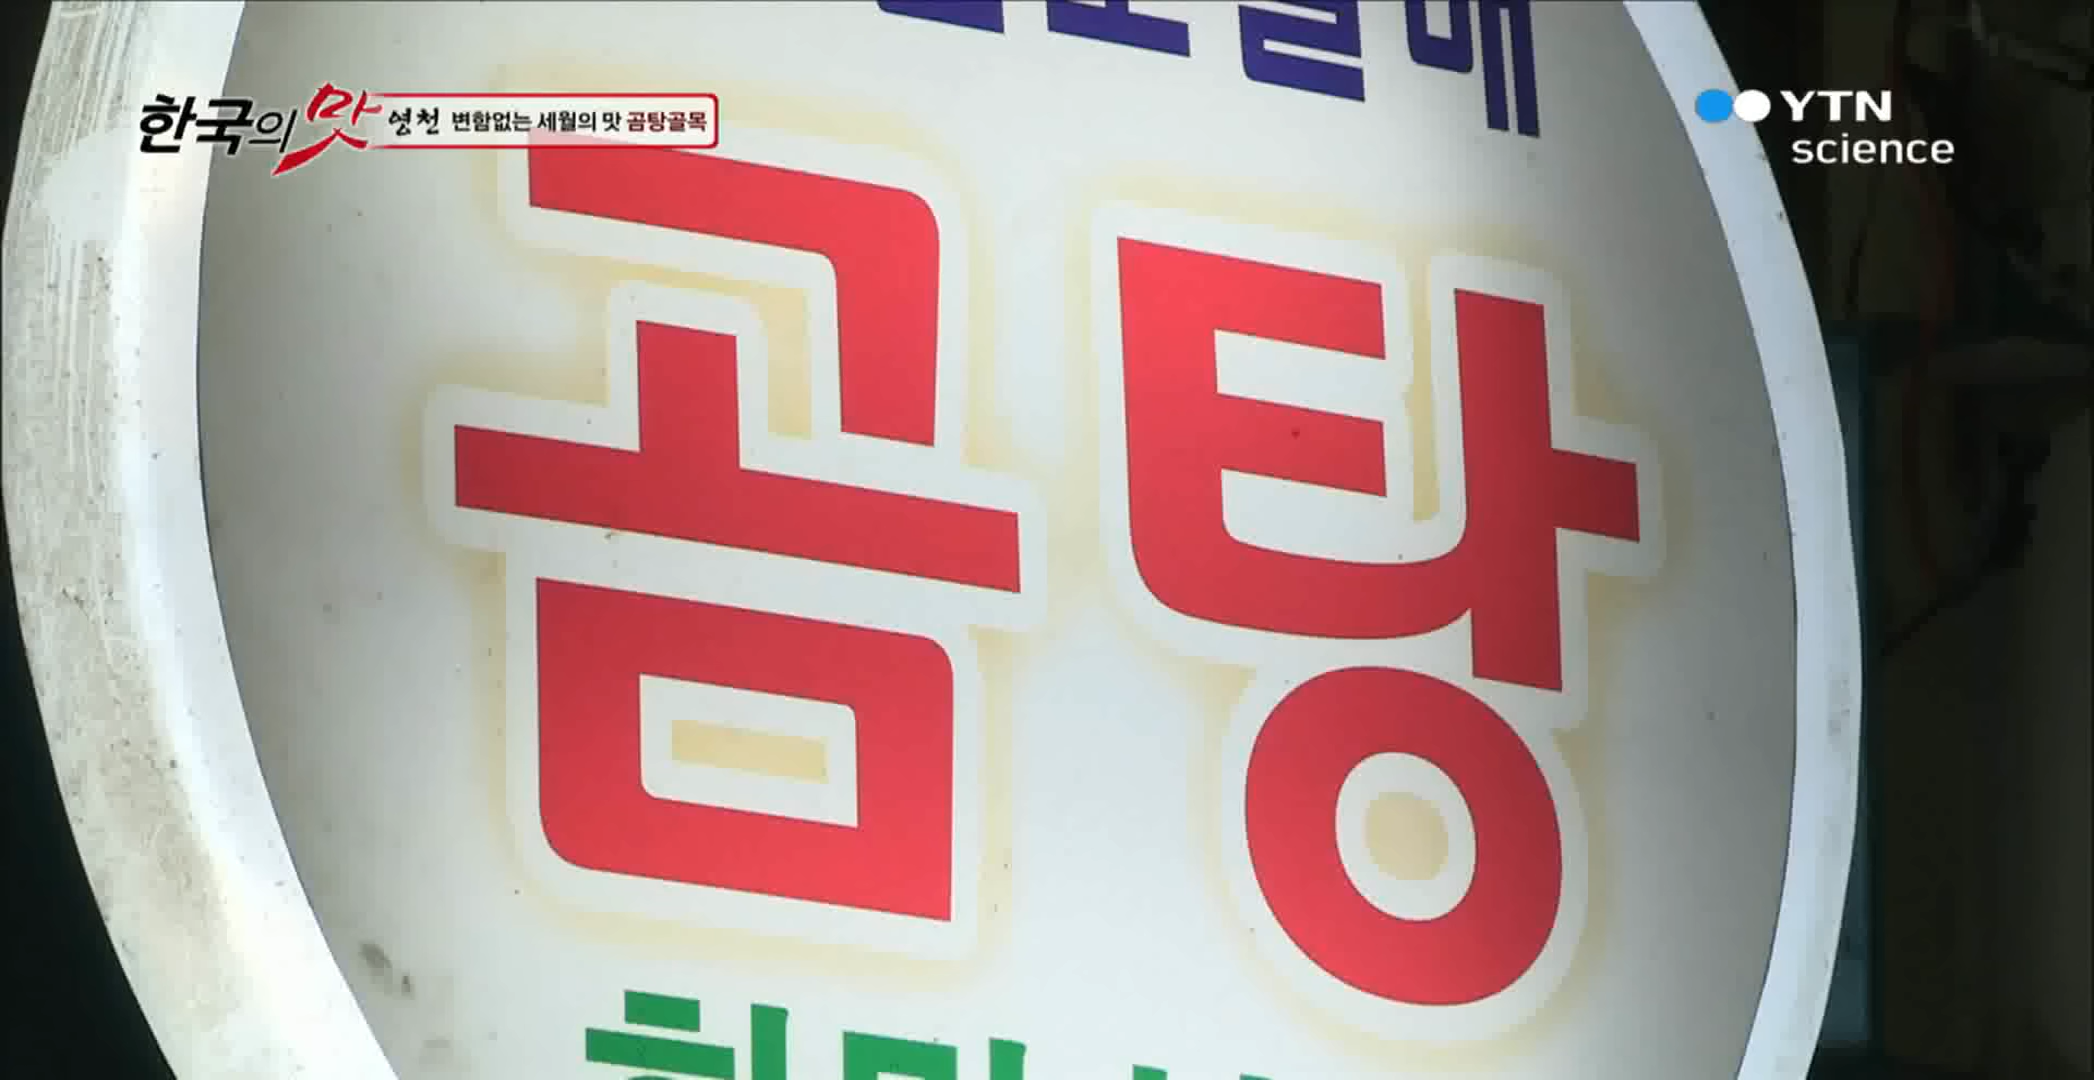 한국의 맛 영천 변함없는 세월의 맛 곰탕골목
YTN
science
곰탕